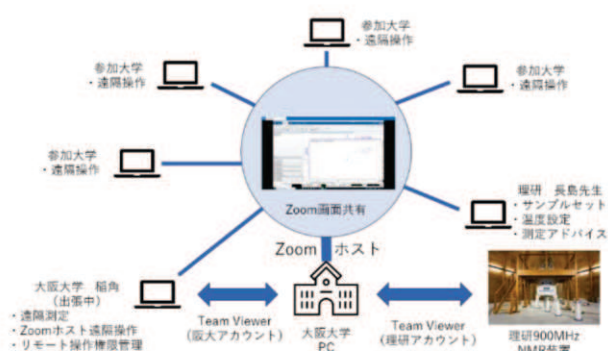 参加大学
・遠隔操作
参加大学
・遠隔操作
参加大学
・遠隔操作
参加大学
・遠隔操作
Zoom画面共有
理研 長島先生
・サンプルセット
・温度設定
・測定アドバイス
Zoom ホスト
大阪大学 稲角
(出張中)
・遠隔測定
・Zoomホスト遠隔操作
・リモート操作権限管理
Team Viewer
(阪大アカウント)
大阪大学
PC
Team Viewer
(理研アカウント)
理研900MHz
NMR装置